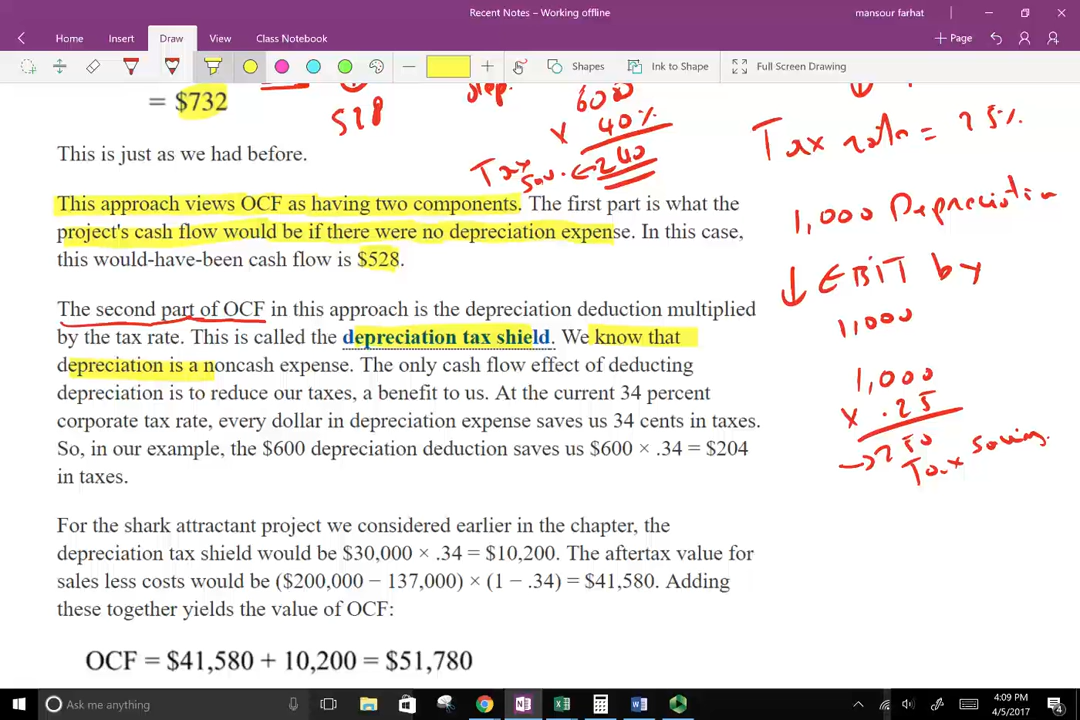 Recent Notes – Working offline
mansour farhat
Home Insert Draw View Class Notebook
Page
Shapes Ink to Shape Full Screen Drawing
= $732
528
step.
600
x 40%
Tax Sav. ← 240
Tax rate = 25%
This is just as we had before.
This approach views OCF as having two components. The first part is what the
project's cash flow would be if there were no depreciation expense. In this case,
this would-have-been cash flow is $528.
1,000 Depreciation
↓ EBIT by
1,000
The second part of OCF in this approach is the depreciation deduction multiplied
by the tax rate. This is called the depreciation tax shield. We know that
depreciation is a noncash expense. The only cash flow effect of deducting
depreciation is to reduce our taxes, a benefit to us. At the current 34 percent
corporate tax rate, every dollar in depreciation expense saves us 34 cents in taxes.
So, in our example, the $600 depreciation deduction saves us $600 × .34 = $204
in taxes.
1,000
x .25
→ 250
Tax Saving.
For the shark attractant project we considered earlier in the chapter, the
depreciation tax shield would be $30,000 × .34 = $10,200. The aftertax value for
sales less costs would be ($200,000 − 137,000) × (1 − .34) = $41,580. Adding
these together yields the value of OCF:
OCF = $41,580 + 10,200 = $51,780
Ask me anything
4:09 PM
4/5/2017
4